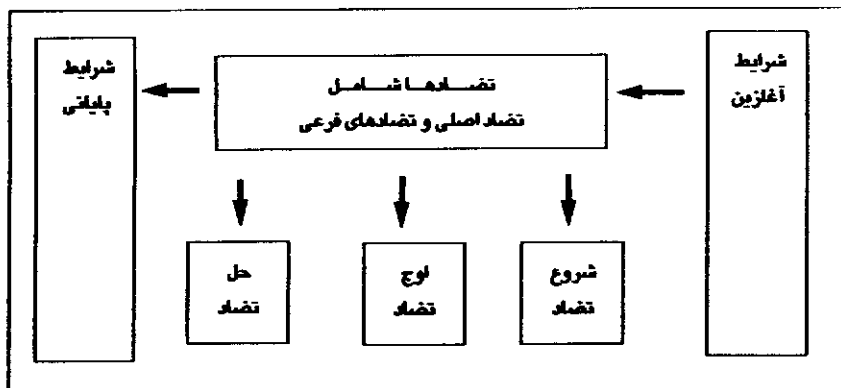 شرایط
آغازین
تضادها شامل
تضاد اصلی و تضادهای فرعی
شرایط
پایانی
شروع
تضاد
اوج
تضاد
حل
تضاد